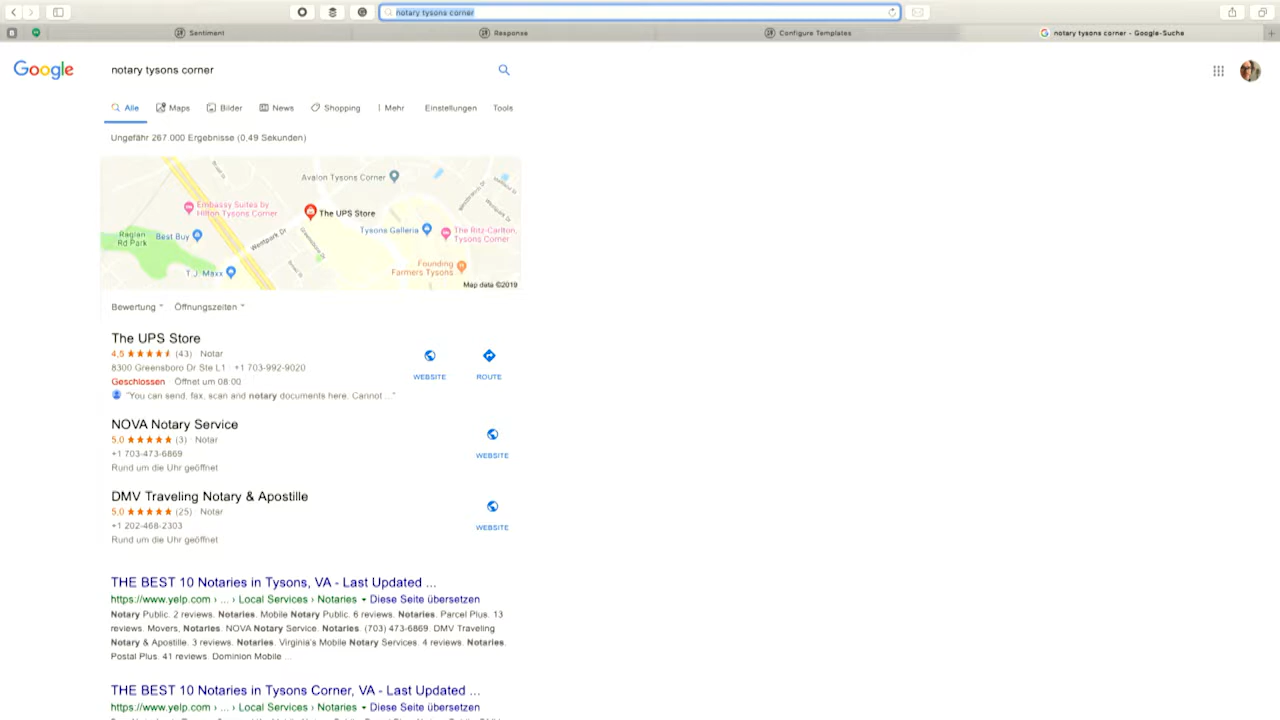 notary tysons corner
Sentiment
Response
Configure Templates
notary tysons corner - Google-Suche
Google
notary tysons corner
Alle
Maps
Bilder
News
Shopping
Mehr
Einstellungen
Tools
Ungefähr 267.000 Ergebnisse (0,49 Sekunden)
Avalon Tysons Corner
Embassy Suites by
Hilton Tysons Corner
The UPS Store
Tysons Galleria
The Ritz-Carlton,
Tysons Corner
Raglan
Rd Park
Best Buy
Westpark Dr
Greensboro Dr
Founding
Farmers Tysons
T.J. Maxx
Map data ©2019
Bewertung
Öffnungszeiten
The UPS Store
4,5 (43) · Notar
8300 Greensboro Dr Ste L1 · +1 703-992-9020
Geschlossen · Öffnet um 08:00
"You can send, fax, scan and notary documents here. Cannot ..."
WEBSITE
ROUTE
NOVA Notary Service
5,0 (3) · Notar
+1 703-473-6869
Rund um die Uhr geöffnet
WEBSITE
DMV Traveling Notary & Apostille
5,0 (25) · Notar
+1 202-468-2303
Rund um die Uhr geöffnet
WEBSITE
THE BEST 10 Notaries in Tysons, VA - Last Updated ...
https://www.yelp.com › ... › Local Services › Notaries ▾ Diese Seite übersetzen
Notary Public. 2 reviews. Notaries. Mobile Notary Public. 6 reviews. Notaries. Parcel Plus. 13
reviews. Movers, Notaries. NOVA Notary Service. Notaries. (703) 473-6869. DMV Traveling
Notary & Apostille. 3 reviews. Notaries. Virginia's Mobile Notary Services. 4 reviews. Notaries.
Postal Plus. 41 reviews. Dominion Mobile ...
THE BEST 10 Notaries in Tysons Corner, VA - Last Updated ...
https://www.yelp.com › ... › Local Services › Notaries ▾ Diese Seite übersetzen